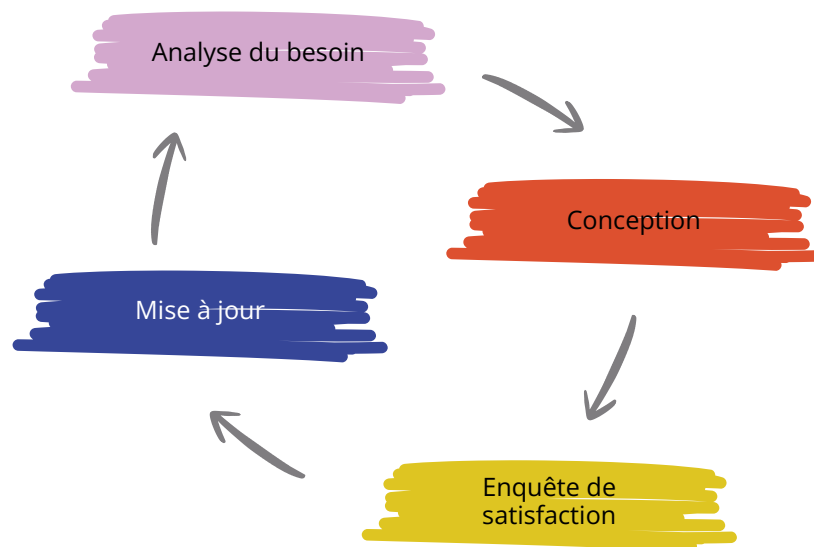 Analyse du besoin
Conception
Mise à jour
Enquête de
satisfaction